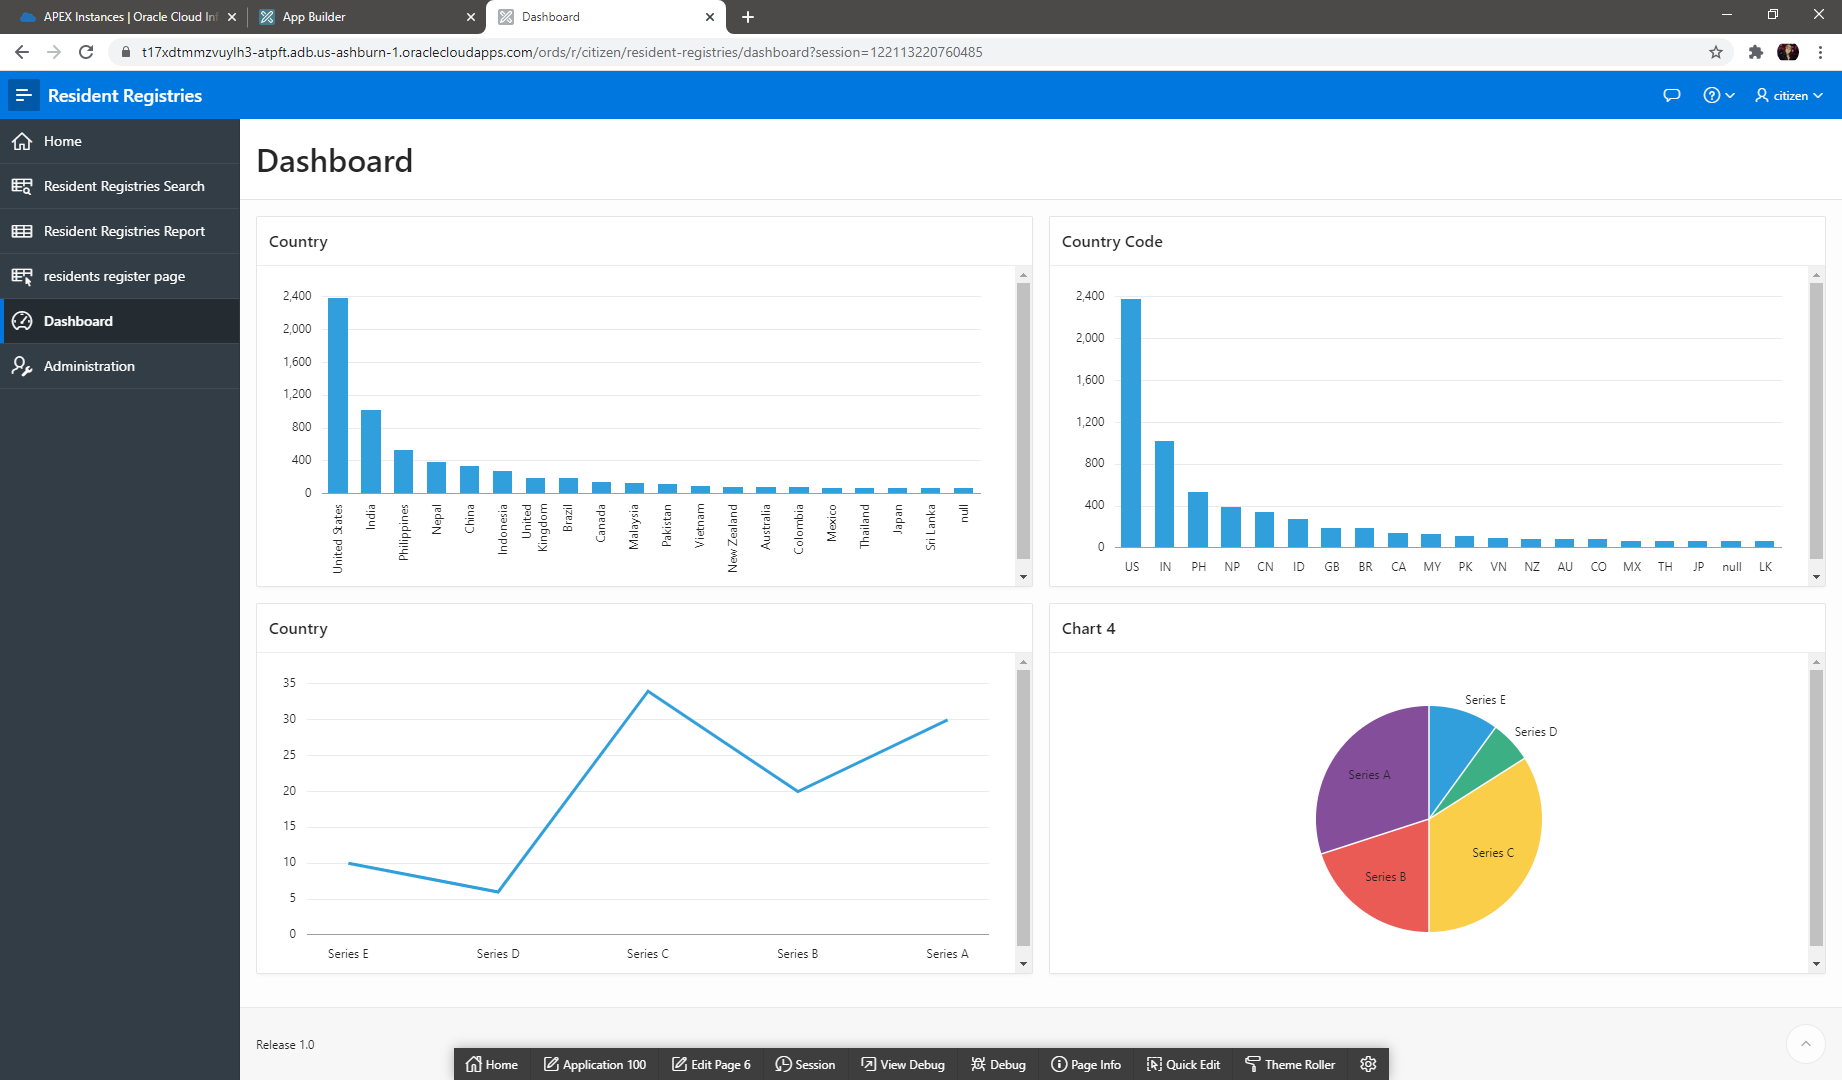 APEX Instances | Oracle Cloud Inf
App Builder
Dashboard
t17xdtmmzvuylh3-atpft.adb.us-ashburn-1.oraclecloudapps.com/ords/r/citizen/resident-registries/dashboard?session=122113220760485
Resident Registries
citizen
Home
Resident Registries Search
Resident Registries Report
residents register page
Dashboard
Administration
Dashboard
Country
2,400
2,000
1,600
1,200
800
400
0
United States
India
Philippines
Nepal
China
Indonesia
United
Kingdom
Brazil
Canada
Malaysia
Pakistan
Vietnam
New Zealand
Australia
Colombia
Mexico
Thailand
Japan
Sri Lanka
null
Country Code
2,400
2,000
1,600
1,200
800
400
0
US IN PH NP CN ID GB BR CA MY PK VN NZ AU CO MX TH JP null LK
Country
35
30
25
20
15
10
5
0
Series E Series D Series C Series B Series A
Chart 4
Series E
Series D
Series A
Series C
Series B
Release 1.0
Home Application 100 Edit Page 6 Session View Debug Debug Page Info Quick Edit Theme Roller